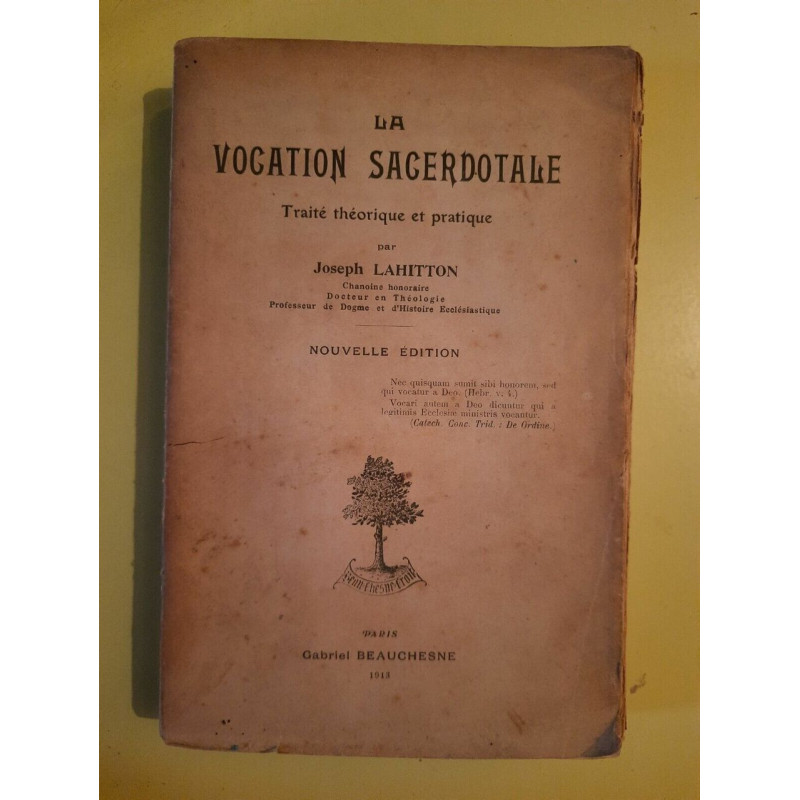 LA
VOCATION SACERDOTALE
Traité théorique et pratique
par
Joseph LAHITTON
Chanoine honoraire
Docteur en Théologie
Professeur de Dogme et d'Histoire Ecclésiastique
NOUVELLE ÉDITION
Nec quisquam sumit sibi honorem, sed
qui vocatur a Deo. (Hebr. v. 4.)
Vocari autem a Deo dicuntur qui a
legitimis Ecclesiæ ministris vocantur.
(Catech. Conc. Trid. : De Ordine.)
PARIS
Gabriel BEAUCHESNE
1913